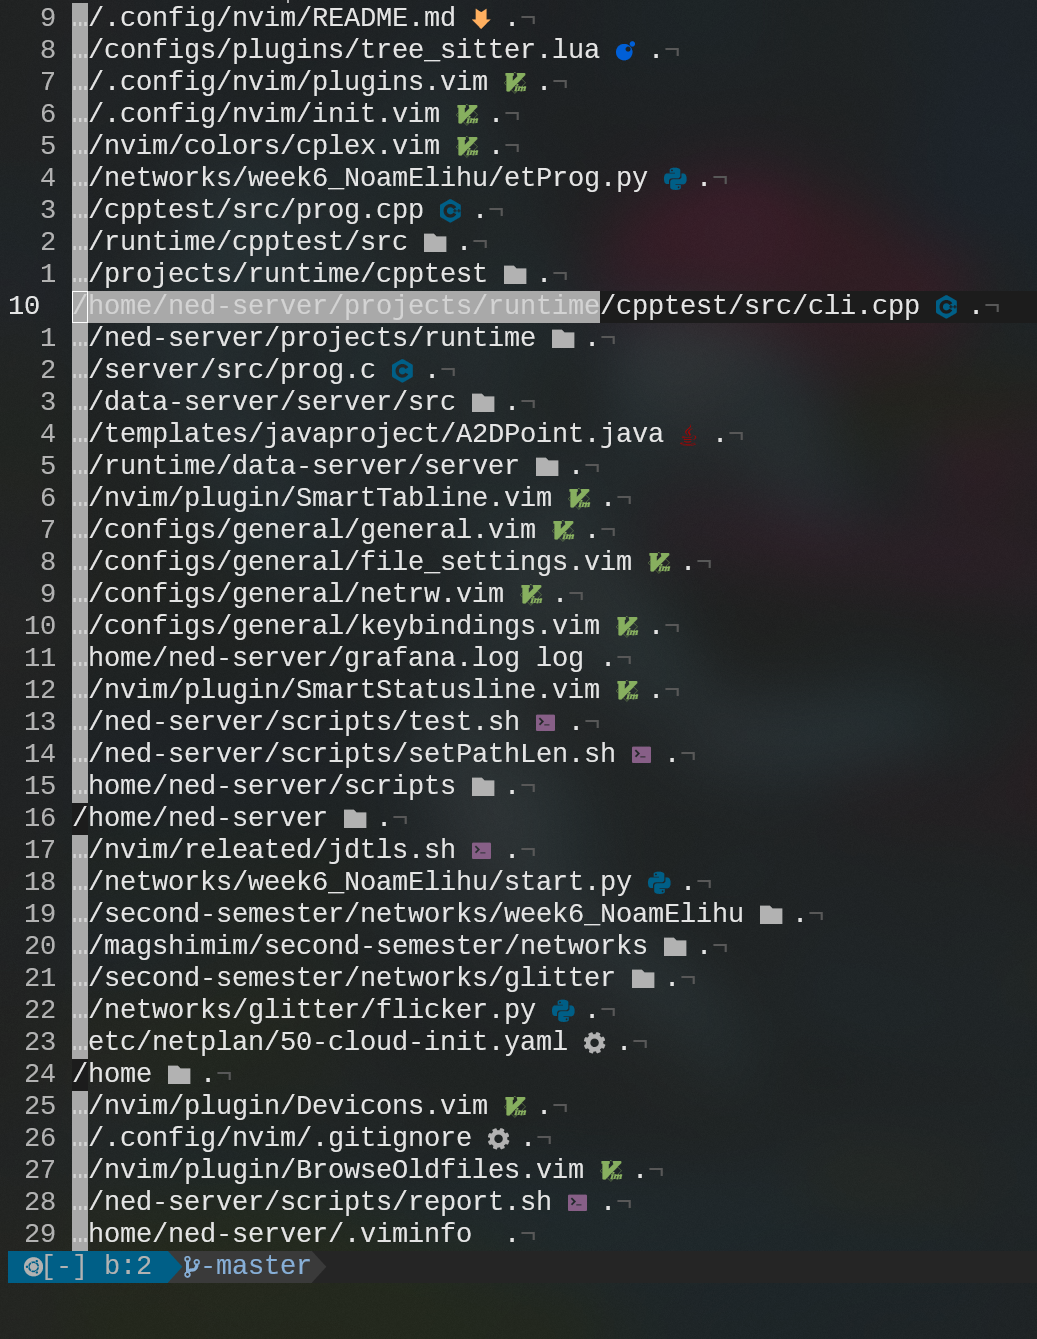 9 …/.config/nvim/README.md .¬
8 …/configs/plugins/tree_sitter.lua .¬
7 …/.config/nvim/plugins.vim .¬
6 …/.config/nvim/init.vim .¬
5 …/nvim/colors/cplex.vim .¬
4 …/networks/week6_NoamElihu/etProg.py .¬
3 …/cpptest/src/prog.cpp .¬
2 …/runtime/cpptest/src .¬
1 …/projects/runtime/cpptest .¬
10 /home/ned-server/projects/runtime/cpptest/src/cli.cpp .¬
1 …/ned-server/projects/runtime .¬
2 …/server/src/prog.c .¬
3 …/data-server/server/src .¬
4 …/templates/javaproject/A2DPoint.java .¬
5 …/runtime/data-server/server .¬
6 …/nvim/plugin/SmartTabline.vim .¬
7 …/configs/general/general.vim .¬
8 …/configs/general/file_settings.vim .¬
9 …/configs/general/netrw.vim .¬
10 …/configs/general/keybindings.vim .¬
11 …home/ned-server/grafana.log log .¬
12 …/nvim/plugin/SmartStatusline.vim .¬
13 …/ned-server/scripts/test.sh .¬
14 …/ned-server/scripts/setPathLen.sh .¬
15 …home/ned-server/scripts .¬
16 /home/ned-server .¬
17 …/nvim/releated/jdtls.sh .¬
18 …/networks/week6_NoamElihu/start.py .¬
19 …/second-semester/networks/week6_NoamElihu .¬
20 …/magshimim/second-semester/networks .¬
21 …/second-semester/networks/glitter .¬
22 …/networks/glitter/flicker.py .¬
23 …etc/netplan/50-cloud-init.yaml .¬
24 /home .¬
25 …/nvim/plugin/Devicons.vim .¬
26 …/.config/nvim/.gitignore .¬
27 …/nvim/plugin/BrowseOldfiles.vim .¬
28 …/ned-server/scripts/report.sh .¬
29 …home/ned-server/.viminfo .¬
[-] b:2 -master